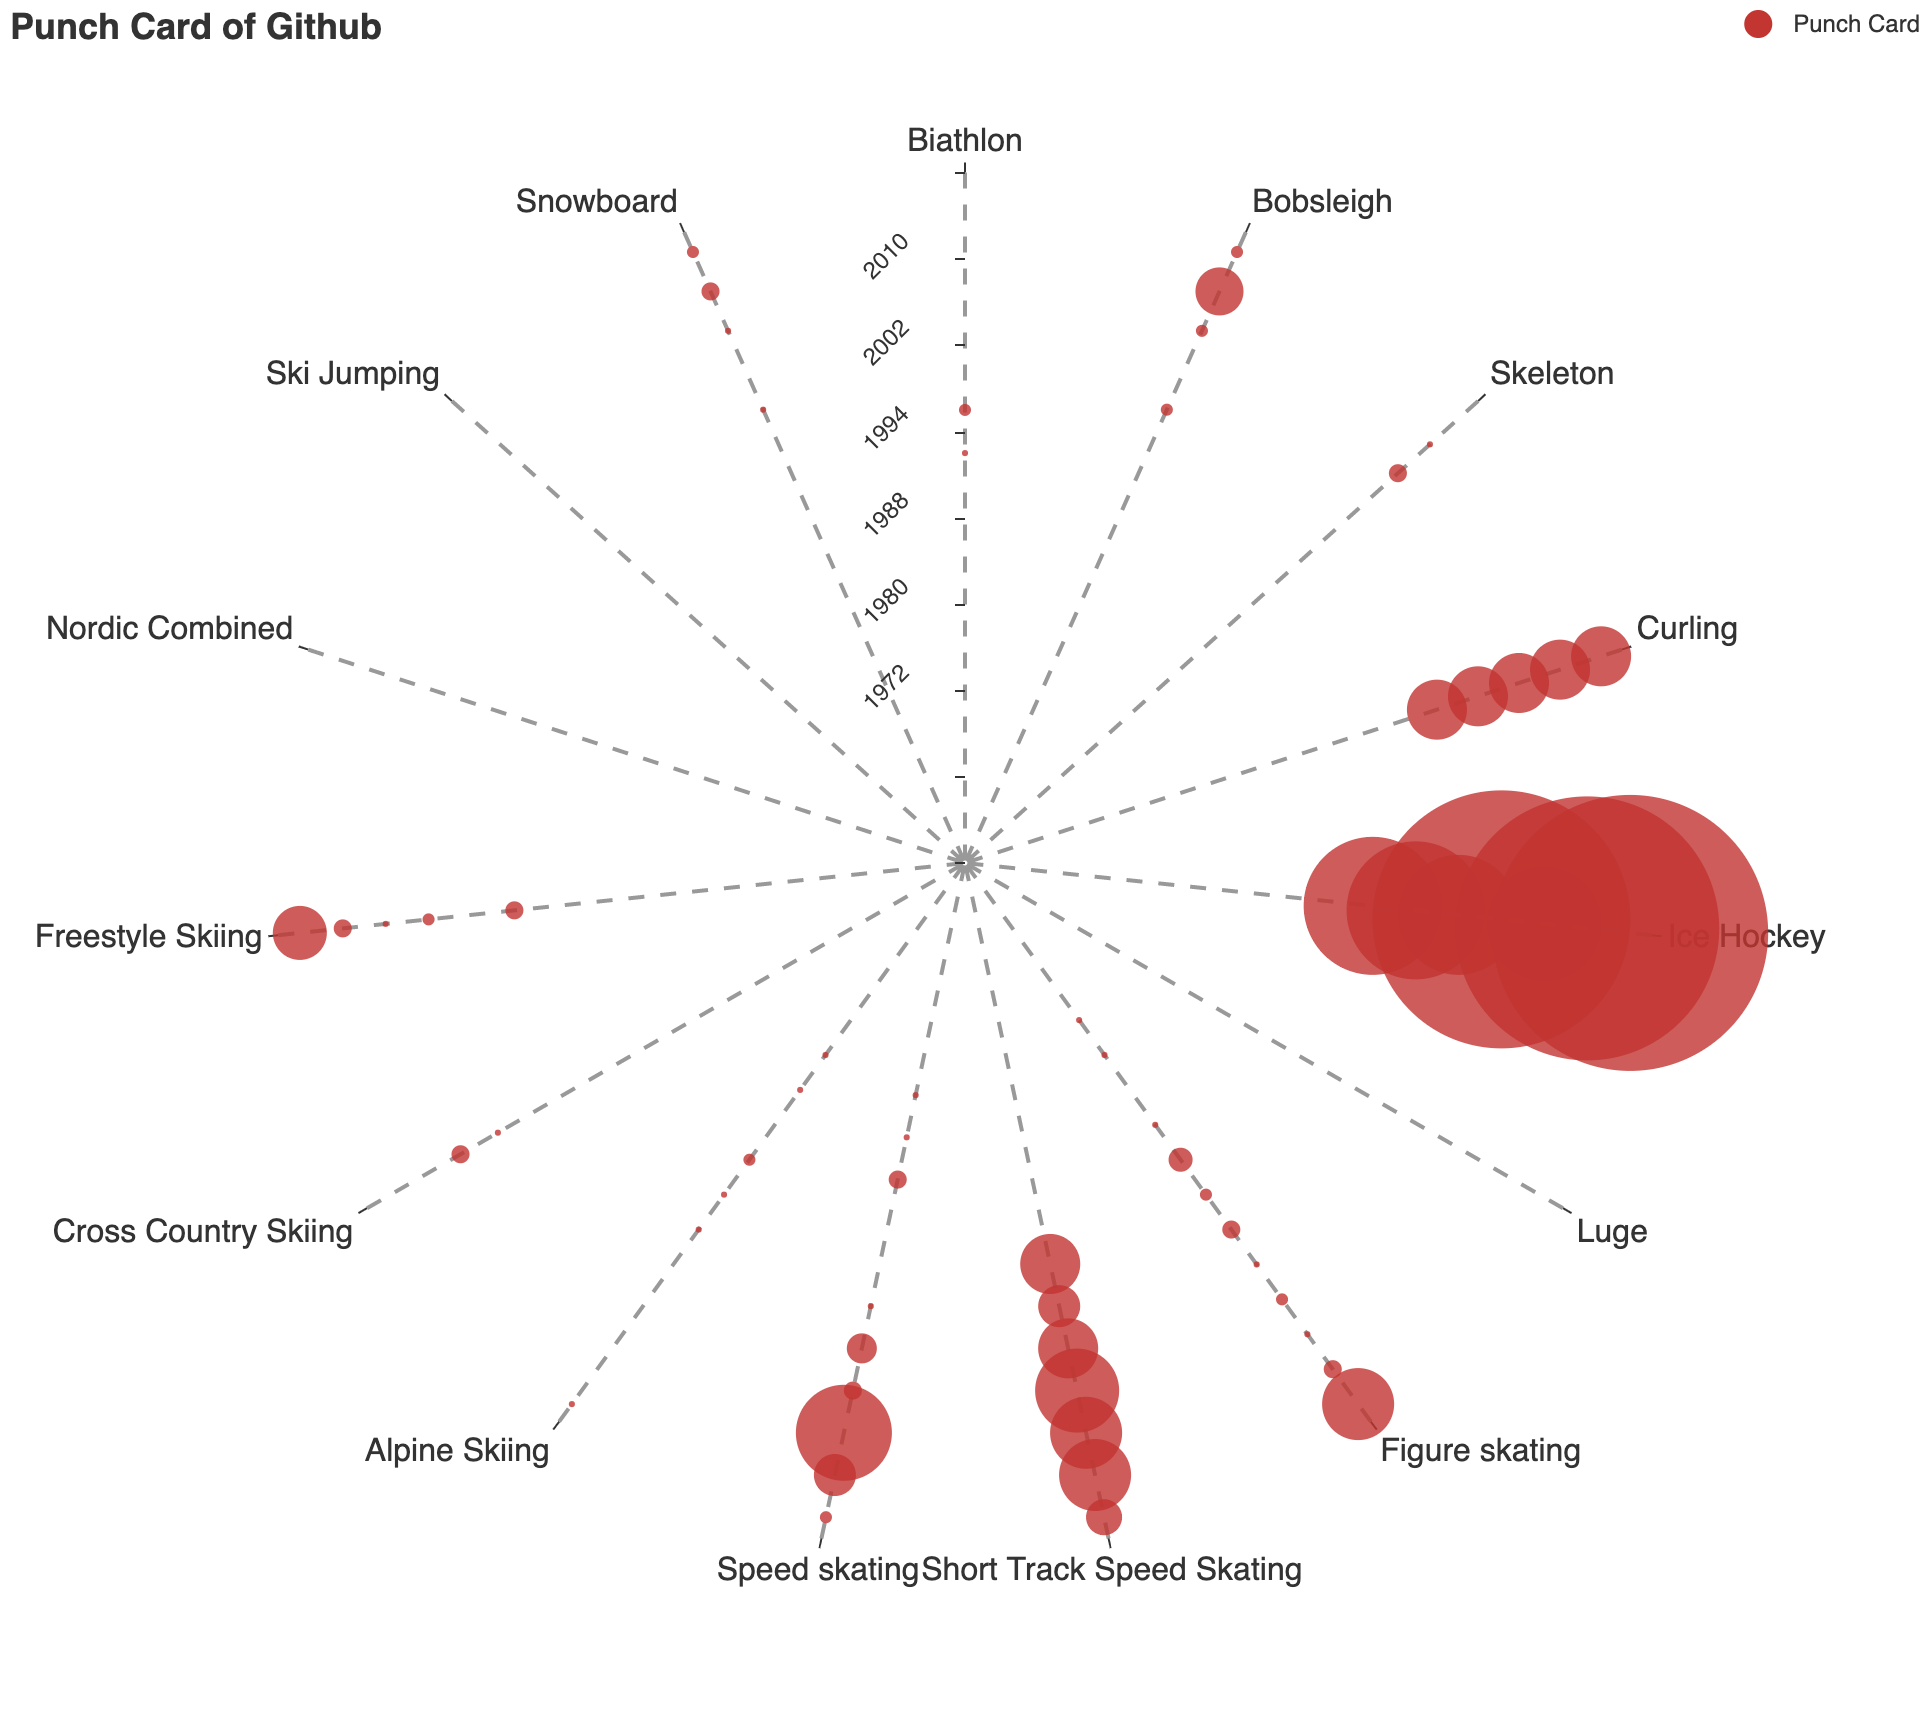 Punch Card of Github
Punch Card
Biathlon
Snowboard
Bobsleigh
2010
2002
Ski Jumping
Skeleton
1994
1988
1980
Nordic Combined
Curling
1972
Freestyle Skiing
Ice Hockey
Cross Country Skiing
Luge
Alpine Skiing
Figure skating
Speed skating
Short Track Speed Skating